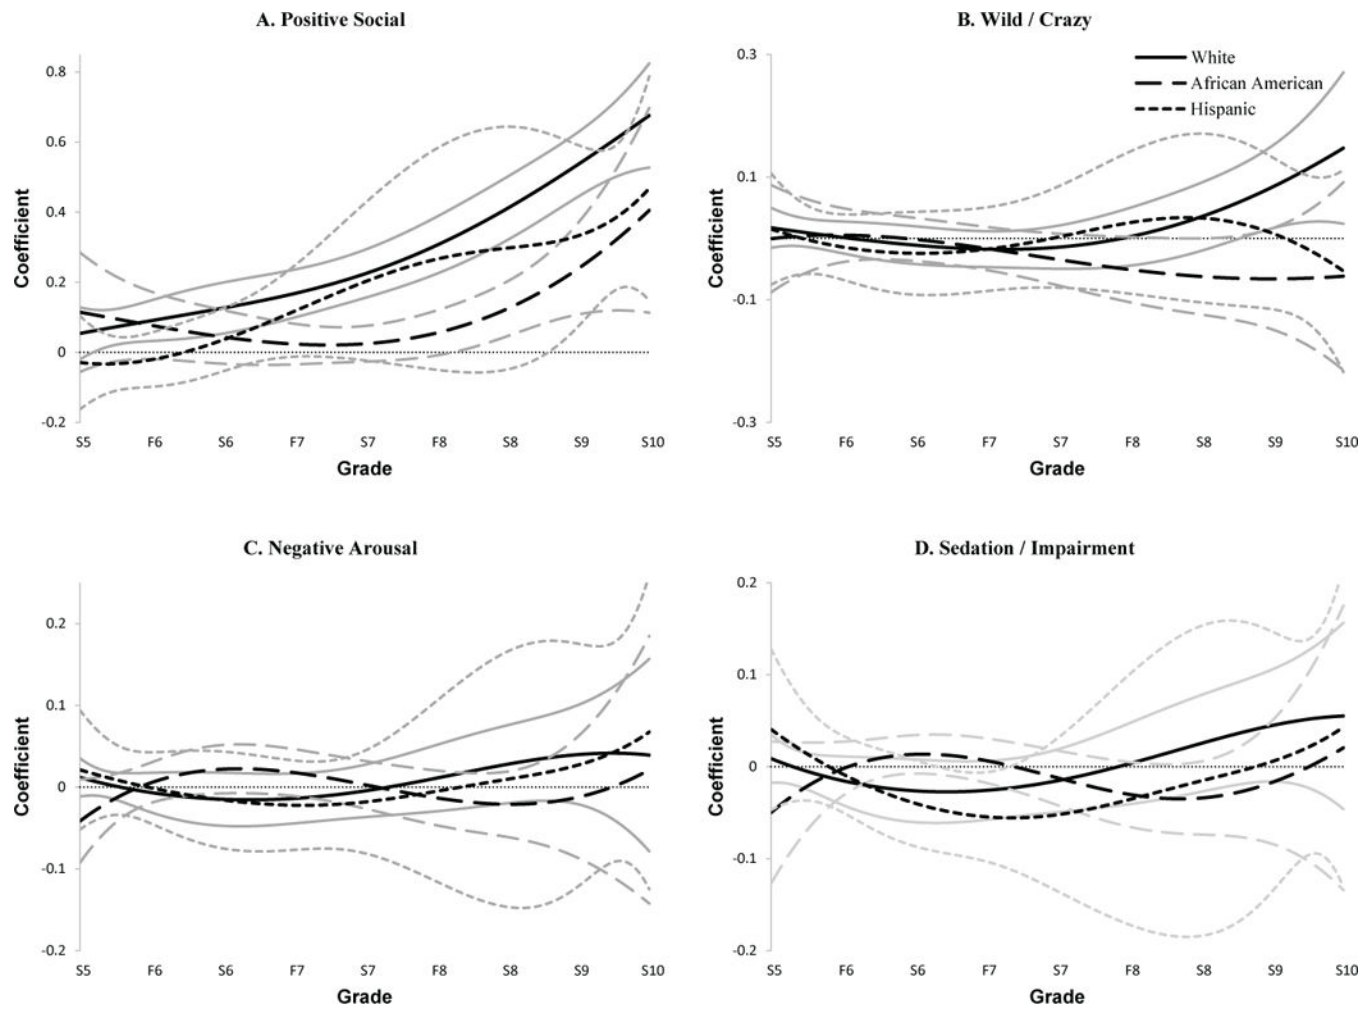 A. Positive Social
0.8
0.6
0.4
0.2
0
-0.2
Coefficient
S5 F6 S6 F7 S7 F8 S8 S9 S10
Grade
B. Wild / Crazy
0.3
0.1
-0.1
-0.3
Coefficient
White
African American
Hispanic
S5 F6 S6 F7 S7 F8 S8 S9 S10
Grade
C. Negative Arousal
0.2
0.1
0
-0.1
-0.2
Coefficient
S5 F6 S6 F7 S7 F8 S8 S9 S10
Grade
D. Sedation / Impairment
0.2
0.1
0
-0.1
-0.2
Coefficient
S5 F6 S6 F7 S7 F8 S8 S9 S10
Grade